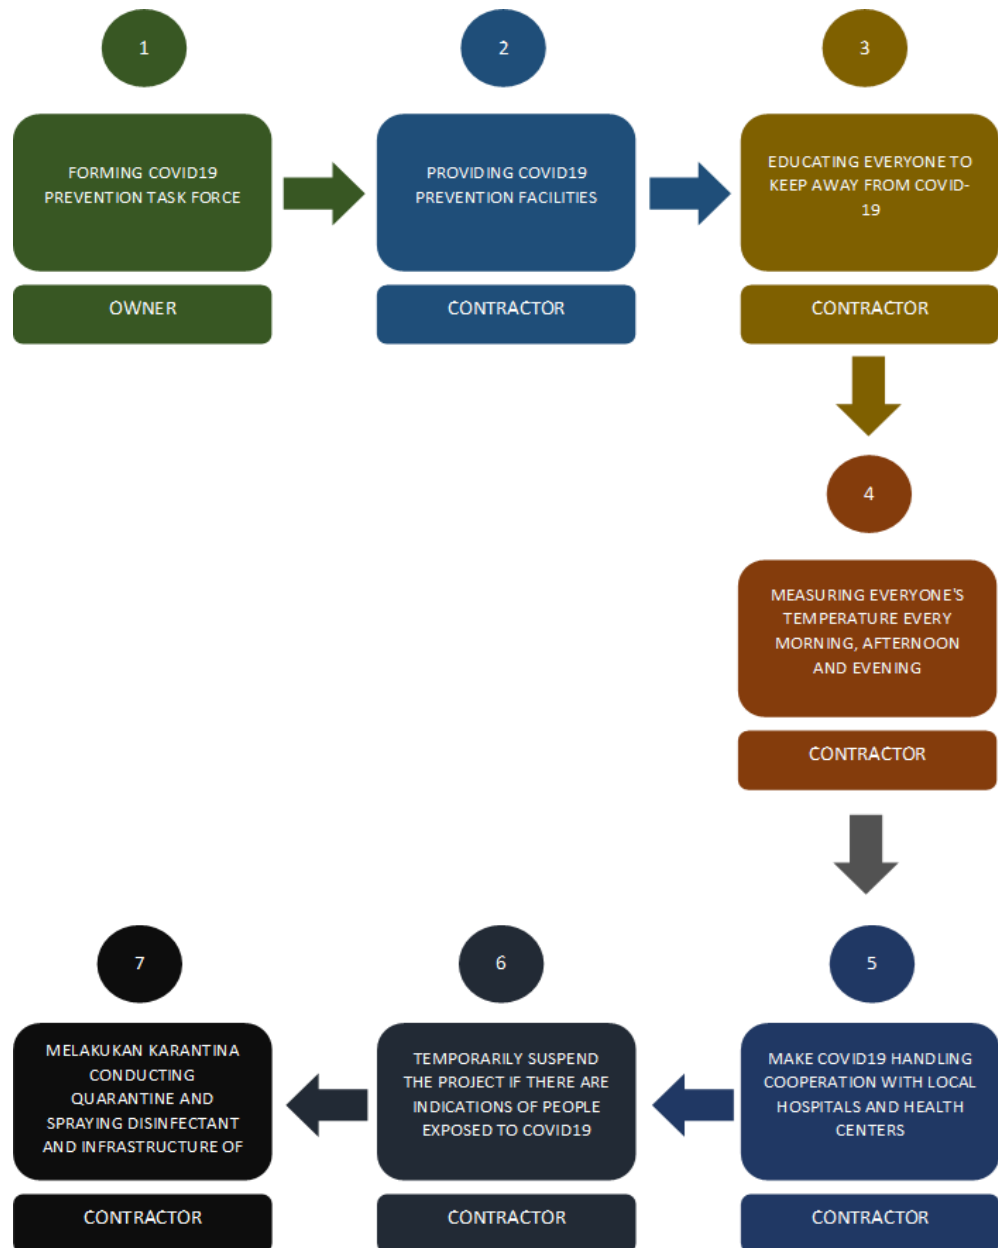 1
FORMING COVID19
PREVENTION TASK FORCE
OWNER
2
PROVIDING COVID19
PREVENTION FACILITIES
CONTRACTOR
3
EDUCATING EVERYONE TO
KEEP AWAY FROM COVID-
19
CONTRACTOR
4
MEASURING EVERYONE'S
TEMPERATURE EVERY
MORNING, AFTERNOON
AND EVENING
CONTRACTOR
5
MAKE COVID19 HANDLING
COOPERATION WITH LOCAL
HOSPITALS AND HEALTH
CENTERS
CONTRACTOR
6
TEMPORARILY SUSPEND
THE PROJECT IF THERE ARE
INDICATIONS OF PEOPLE
EXPOSED TO COVID19
CONTRACTOR
7
MELAKUKAN KARANTINA
CONDUCTING
QUARANTINE AND
SPRAYING DISINFECTANT
AND INFRASTRUCTURE OF
CONTRACTOR